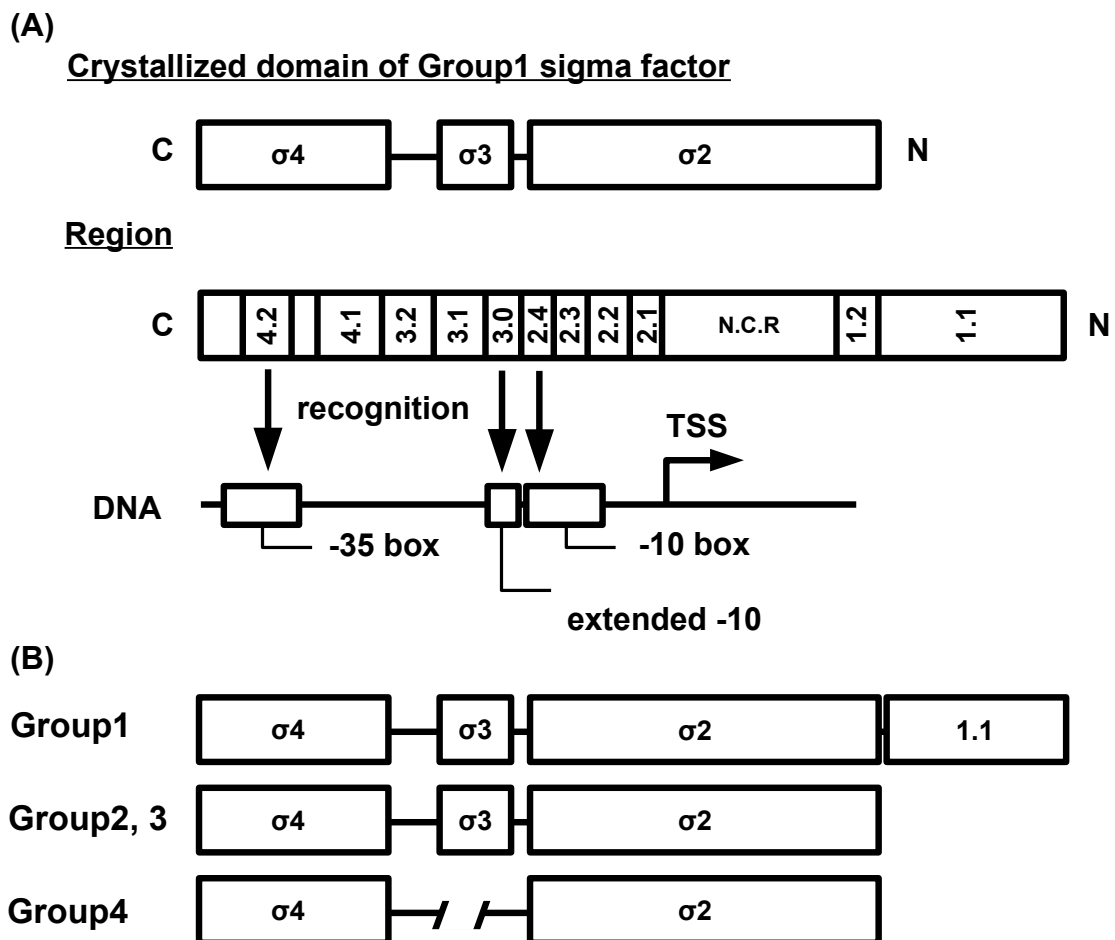 (A)
Crystallized domain of Group1 sigma factor
C σ4 σ3 σ2 N
Region
C 4.2 4.1 3.2 3.1 3.0 2.4 2.3 2.2 2.1 N.C.R 1.2 1.1 N
recognition
TSS
DNA
-35 box -10 box
extended -10
(B)
Group1 σ4 σ3 σ2 1.1
Group2, 3 σ4 σ3 σ2
Group4 σ4 σ2